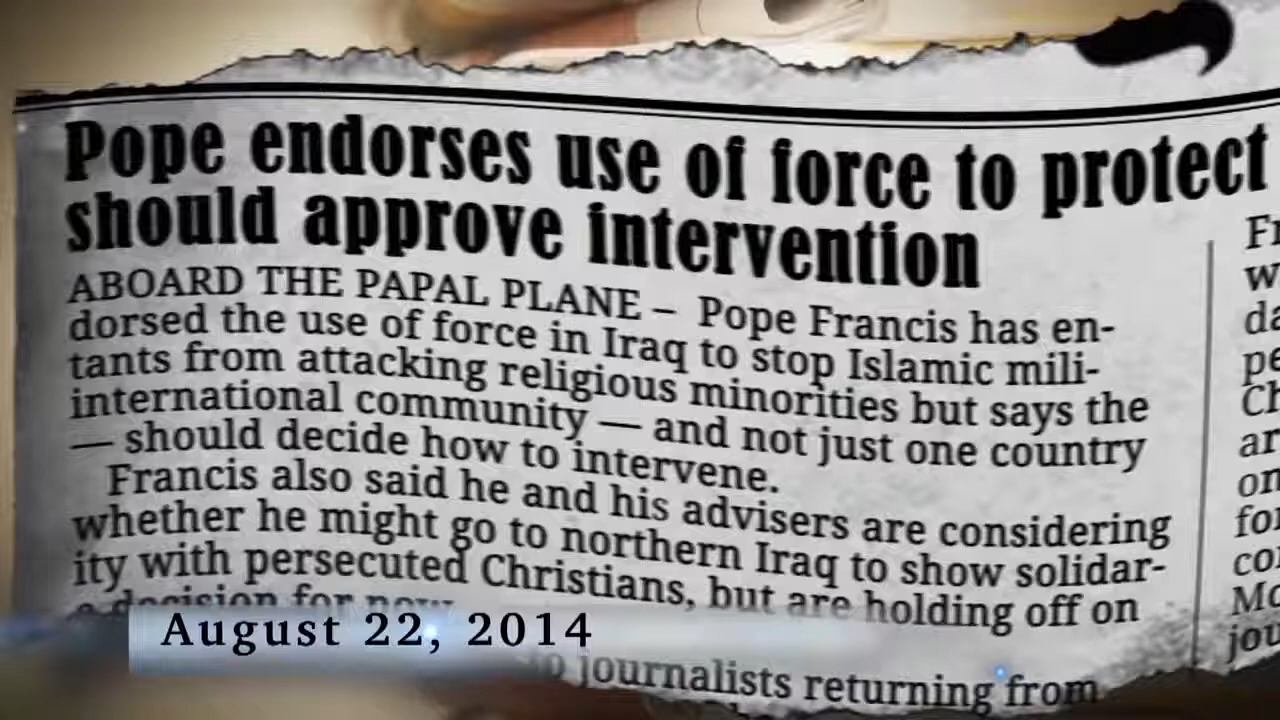 Pope endorses use of force to protect
should approve intervention
ABOARD THE PAPAL PLANE – Pope Francis has en-
dorsed the use of force in Iraq to stop Islamic mili-
tants from attacking religious minorities but says the
international community — and not just one country
— should decide how to intervene.
Francis also said he and his advisers are considering
whether he might go to northern Iraq to show solidar-
ity with persecuted Christians, but are holding off on
a decision for now.
journalists returning from
August 22, 2014